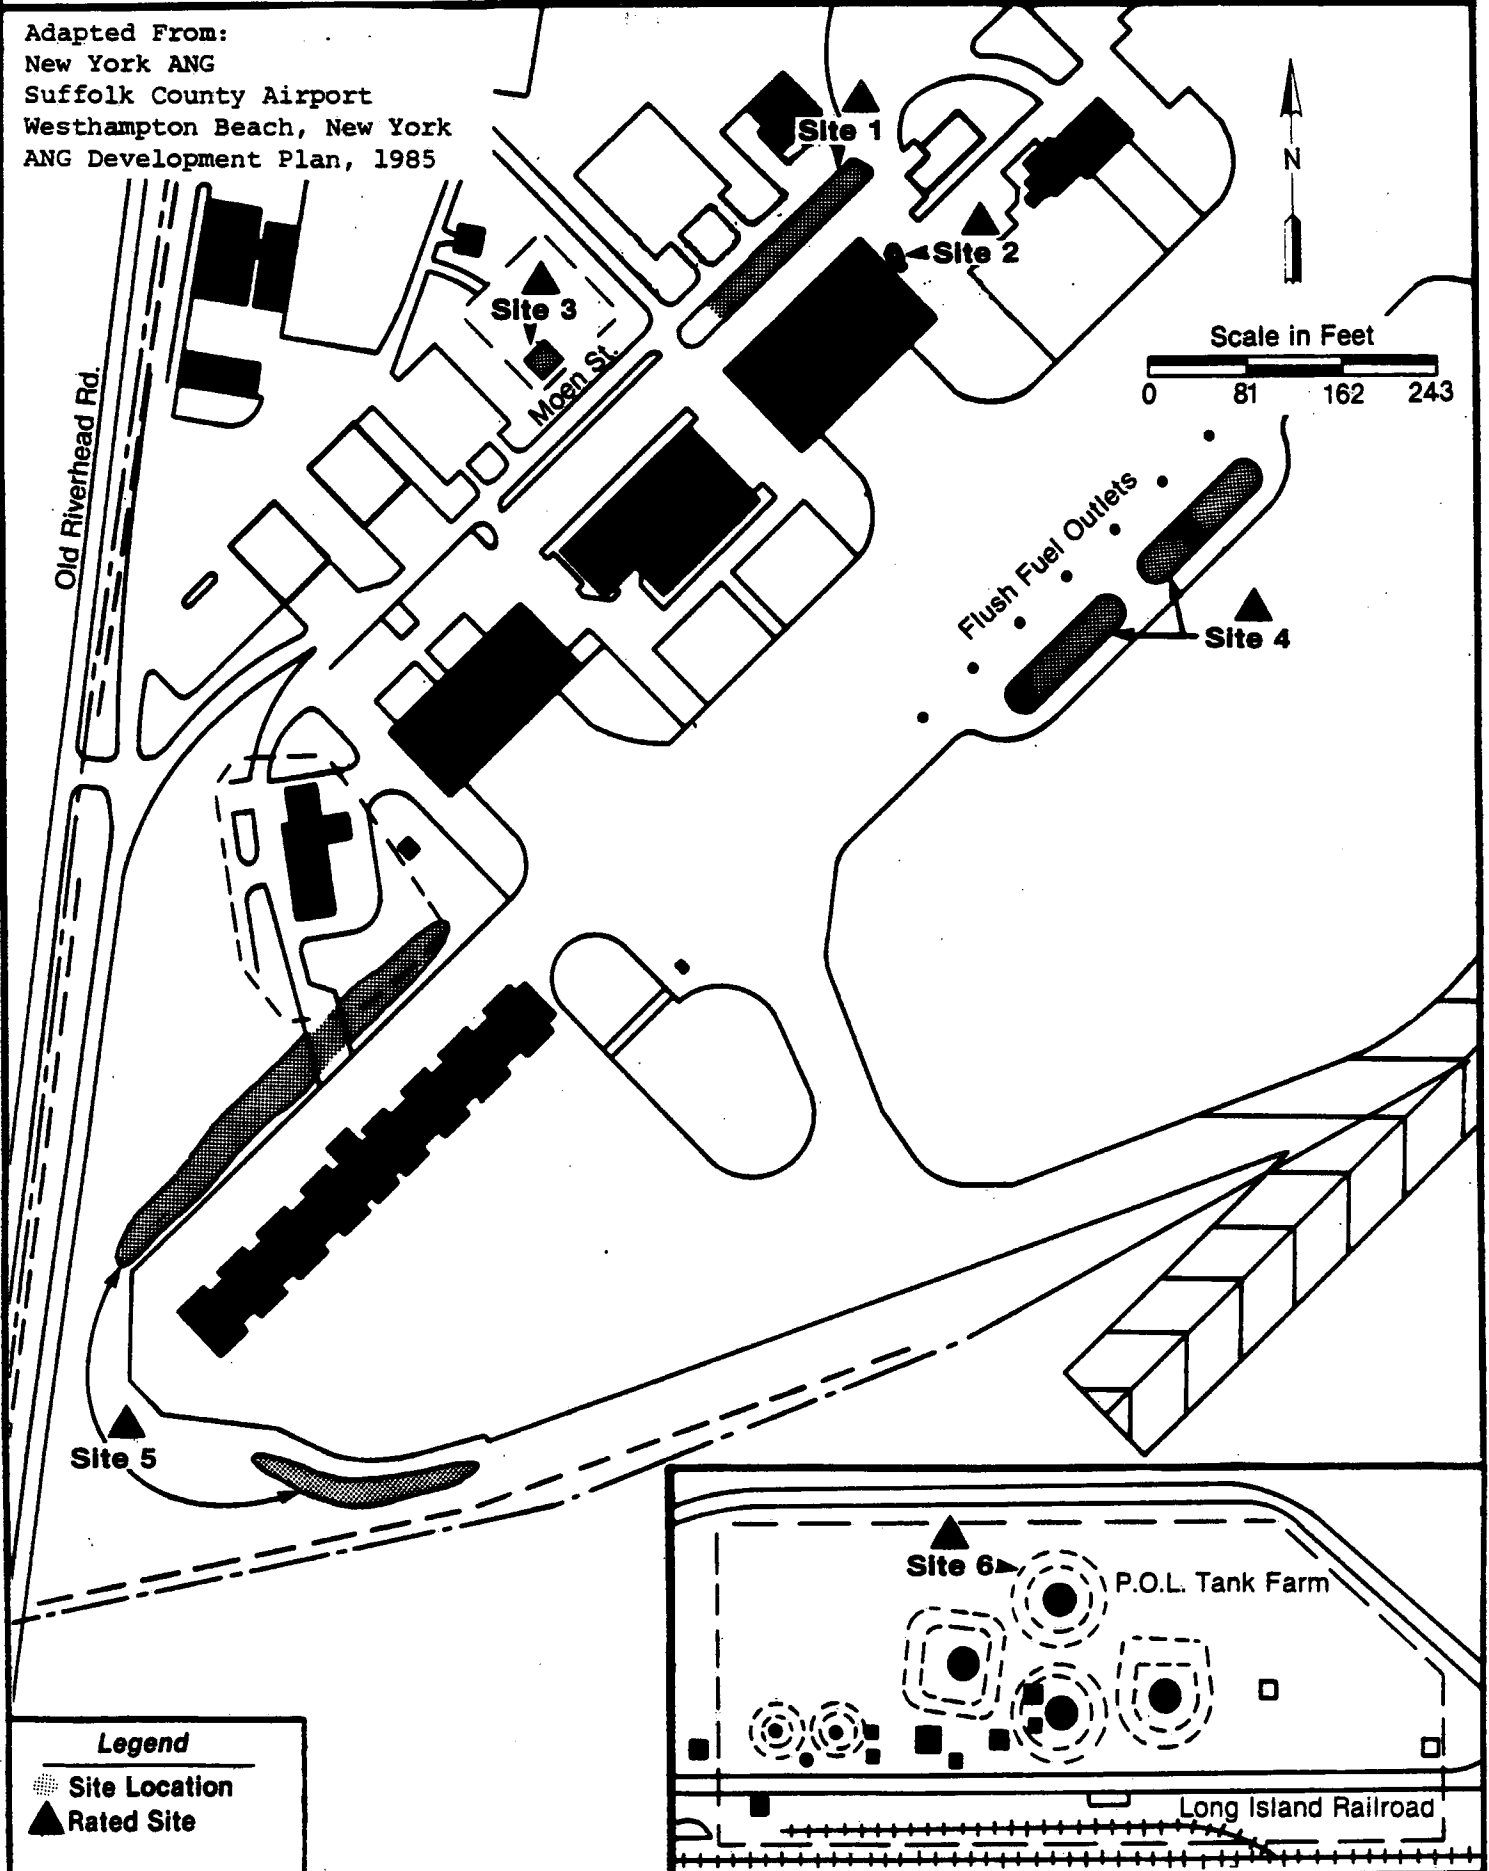 Adapted From:
New York ANG
Suffolk County Airport
Westhampton Beach, New York
ANG Development Plan, 1985
Site 1
N
Site 2
Site 3
Scale in Feet
0 81 162 243
Moen St.
Old Riverhead Rd.
Flush Fuel Outlets
Site 4
Site 5
Site 6
P.O.L. Tank Farm
Long Island Railroad
Legend
Site Location
Rated Site